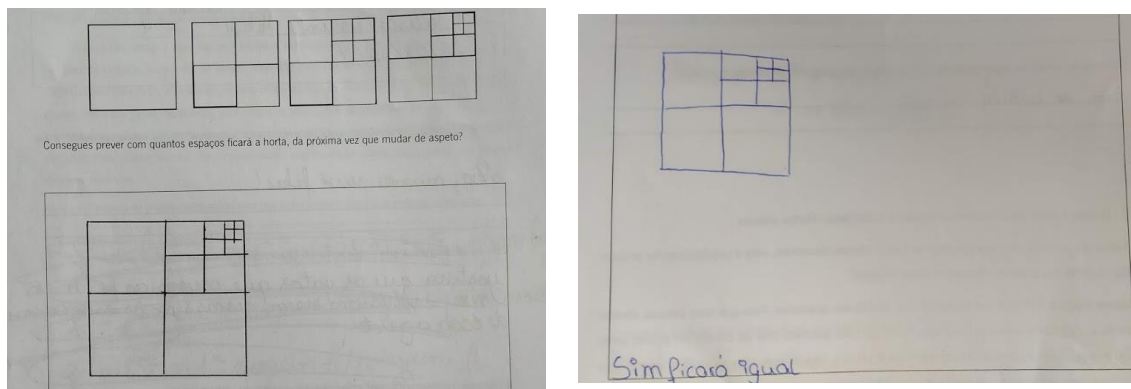 Consegues prever com quantos espaços ficará a horta, da próxima vez que mudar de aspeto?
Sim ficará igual